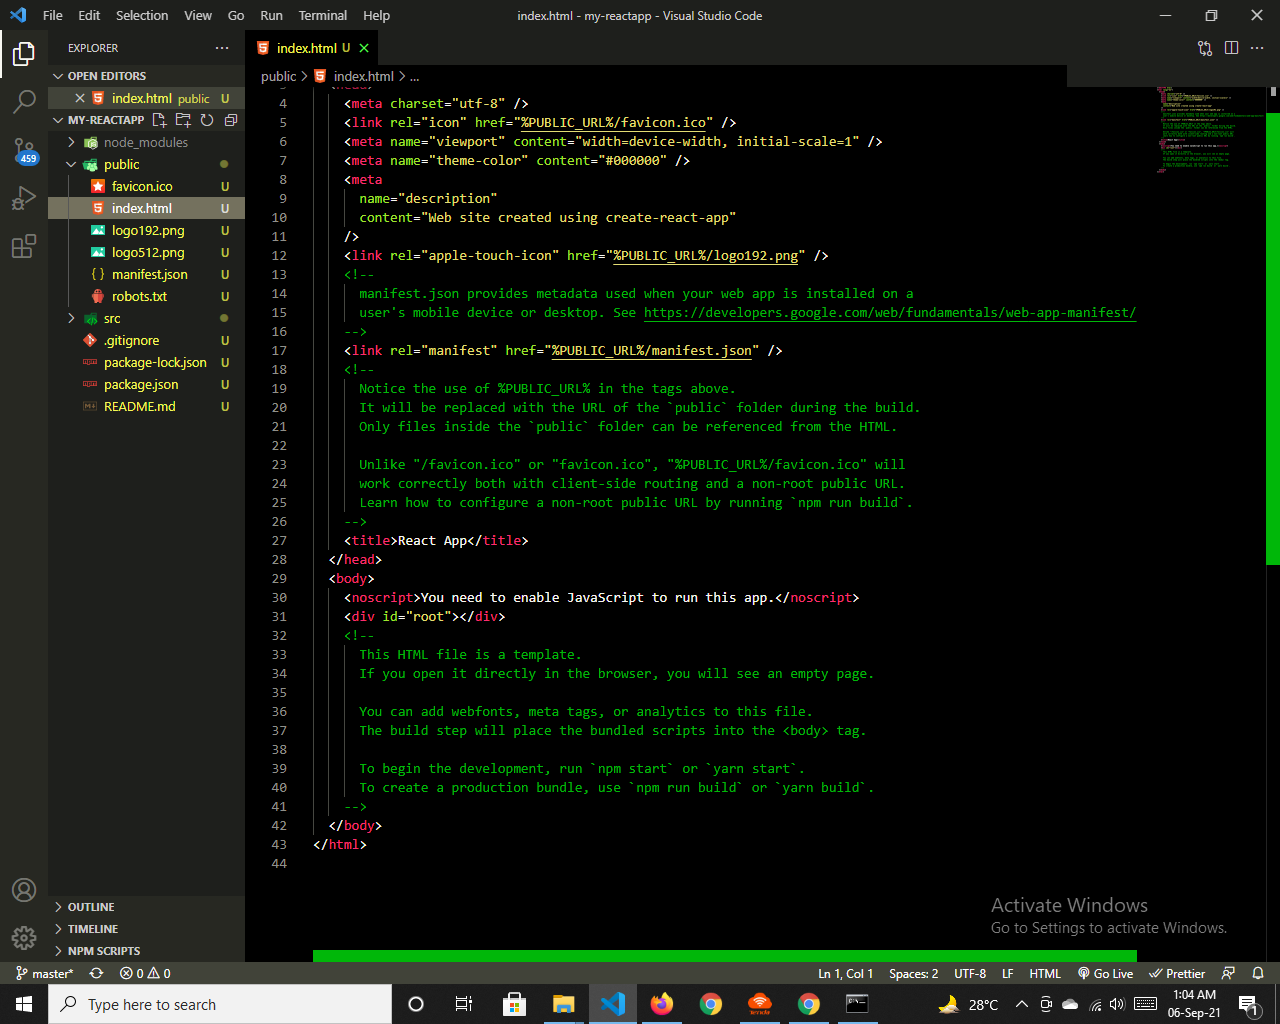 File Edit Selection View Go Run Terminal Help
index.html - my-reactapp - Visual Studio Code
EXPLORER
index.html U
public > index.html > ...
OPEN EDITORS
index.html public U
MY-REACTAPP
node_modules
public
favicon.ico U
index.html U
logo192.png U
logo512.png U
manifest.json U
robots.txt U
src
.gitignore U
package-lock.json U
package.json U
README.md U
459
OUTLINE
TIMELINE
NPM SCRIPTS
4 <meta charset="utf-8" />
5 <link rel="icon" href="%PUBLIC_URL%/favicon.ico" />
6 <meta name="viewport" content="width=device-width, initial-scale=1" />
7 <meta name="theme-color" content="#000000" />
8 <meta
9 name="description"
10 content="Web site created using create-react-app"
11 />
12 <link rel="apple-touch-icon" href="%PUBLIC_URL%/logo192.png" />
13 <!--
14 manifest.json provides metadata used when your web app is installed on a
15 user's mobile device or desktop. See https://developers.google.com/web/fundamentals/web-app-manifest/
16 -->
17 <link rel="manifest" href="%PUBLIC_URL%/manifest.json" />
18 <!--
19 Notice the use of %PUBLIC_URL% in the tags above.
20 It will be replaced with the URL of the `public` folder during the build.
21 Only files inside the `public` folder can be referenced from the HTML.
22
23 Unlike "/favicon.ico" or "favicon.ico", "%PUBLIC_URL%/favicon.ico" will
24 work correctly both with client-side routing and a non-root public URL.
25 Learn how to configure a non-root public URL by running `npm run build`.
26 -->
27 <title>React App</title>
28 </head>
29 <body>
30 <noscript>You need to enable JavaScript to run this app.</noscript>
31 <div id="root"></div>
32 <!--
33 This HTML file is a template.
34 If you open it directly in the browser, you will see an empty page.
35
36 You can add webfonts, meta tags, or analytics to this file.
37 The build step will place the bundled scripts into the <body> tag.
38
39 To begin the development, run `npm start` or `yarn start`.
40 To create a production bundle, use `npm run build` or `yarn build`.
41 -->
42 </body>
43 </html>
44
Activate Windows
Go to Settings to activate Windows.
master* 0 0
Ln 1, Col 1 Spaces: 2 UTF-8 LF HTML Go Live Prettier
Type here to search
28°C
1:04 AM
06-Sep-21
1